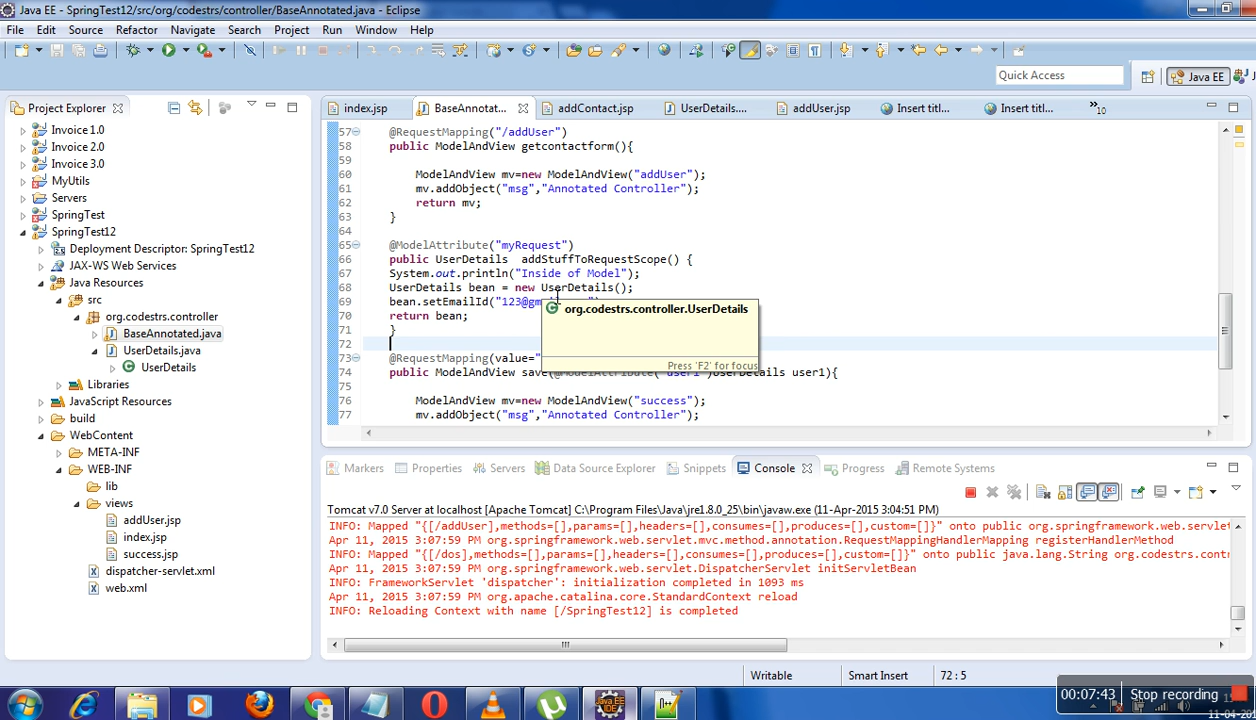 Java EE - SpringTest12/src/org/codestrs/controller/BaseAnnotated.java - Eclipse
File Edit Source Refactor Navigate Search Project Run Window Help
Quick Access Java EE
Project Explorer
Invoice 1.0
Invoice 2.0
Invoice 3.0
MyUtils
Servers
SpringTest
SpringTest12
Deployment Descriptor: SpringTest12
JAX-WS Web Services
Java Resources
src
org.codestrs.controller
BaseAnnotated.java
UserDetails.java
UserDetails
Libraries
JavaScript Resources
build
WebContent
META-INF
WEB-INF
lib
views
addUser.jsp
index.jsp
success.jsp
dispatcher-servlet.xml
web.xml
index.jsp BaseAnnotat... addContact.jsp UserDetails.... addUser.jsp Insert titl... Insert titl... »10
57 @RequestMapping("/addUser")
58 public ModelAndView getcontactform(){
59
60 ModelAndView mv=new ModelAndView("addUser");
61 mv.addObject("msg","Annotated Controller");
62 return mv;
63 }
64
65 @ModelAttribute("myRequest")
66 public UserDetails addStuffToRequestScope() {
67 System.out.println("Inside of Model");
68 UserDetails bean = new UserDetails();
69 bean.setEmailId("123@gm
70 return bean;
71 }
72
73 @RequestMapping(value="
74 public ModelAndView save(@ModelAttribute("user1")UserDetails user1){
75
76 ModelAndView mv=new ModelAndView("success");
77 mv.addObject("msg","Annotated Controller");
org.codestrs.controller.UserDetails
Press 'F2' for focus
Markers Properties Servers Data Source Explorer Snippets Console Progress Remote Systems
Tomcat v7.0 Server at localhost [Apache Tomcat] C:\Program Files\Java\jre1.8.0_25\bin\javaw.exe (11-Apr-2015 3:04:51 PM)
INFO: Mapped "{[/addUser],methods=[],params=[],headers=[],consumes=[],produces=[],custom=[]}" onto public org.springframework.web.servlet
Apr 11, 2015 3:07:59 PM org.springframework.web.servlet.mvc.method.annotation.RequestMappingHandlerMapping registerHandlerMethod
INFO: Mapped "{[/dos],methods=[],params=[],headers=[],consumes=[],produces=[],custom=[]}" onto public java.lang.String org.codestrs.contr
Apr 11, 2015 3:07:59 PM org.springframework.web.servlet.DispatcherServlet initServletBean
INFO: FrameworkServlet 'dispatcher': initialization completed in 1093 ms
Apr 11, 2015 3:07:59 PM org.apache.catalina.core.StandardContext reload
INFO: Reloading Context with name [/SpringTest12] is completed
Writable Smart Insert 72 : 5
00:07:43 Stop recording